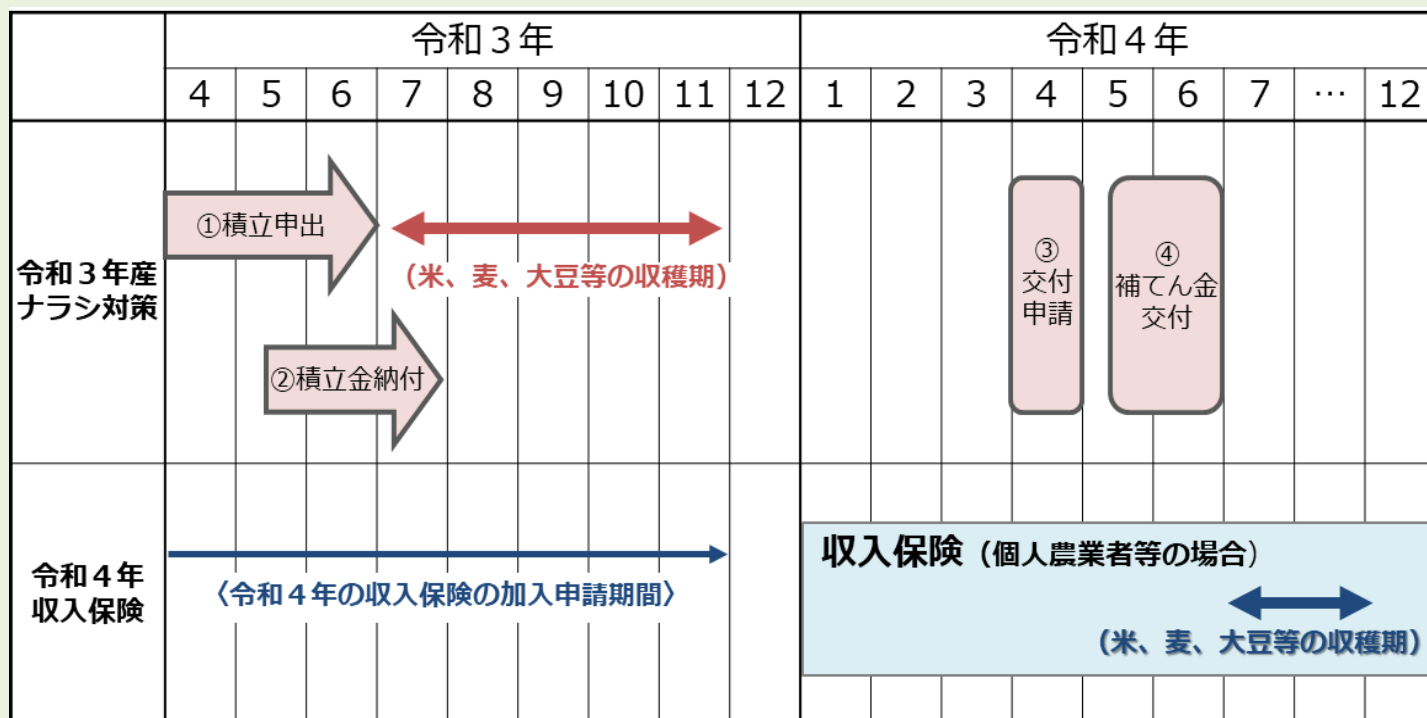 令和３年
令和４年
4 5 6 7 8 9 10 11 12 1 2 3 4 5 6 7 … 12
令和３年産
ナラシ対策
①積立申出
（米、麦、大豆等の収穫期）
②積立金納付
③
交付
申請
④
補てん金
交付
令和４年
収入保険
〈令和４年の収入保険の加入申請期間〉
収入保険（個人農業者等の場合）
（米、麦、大豆等の収穫期）